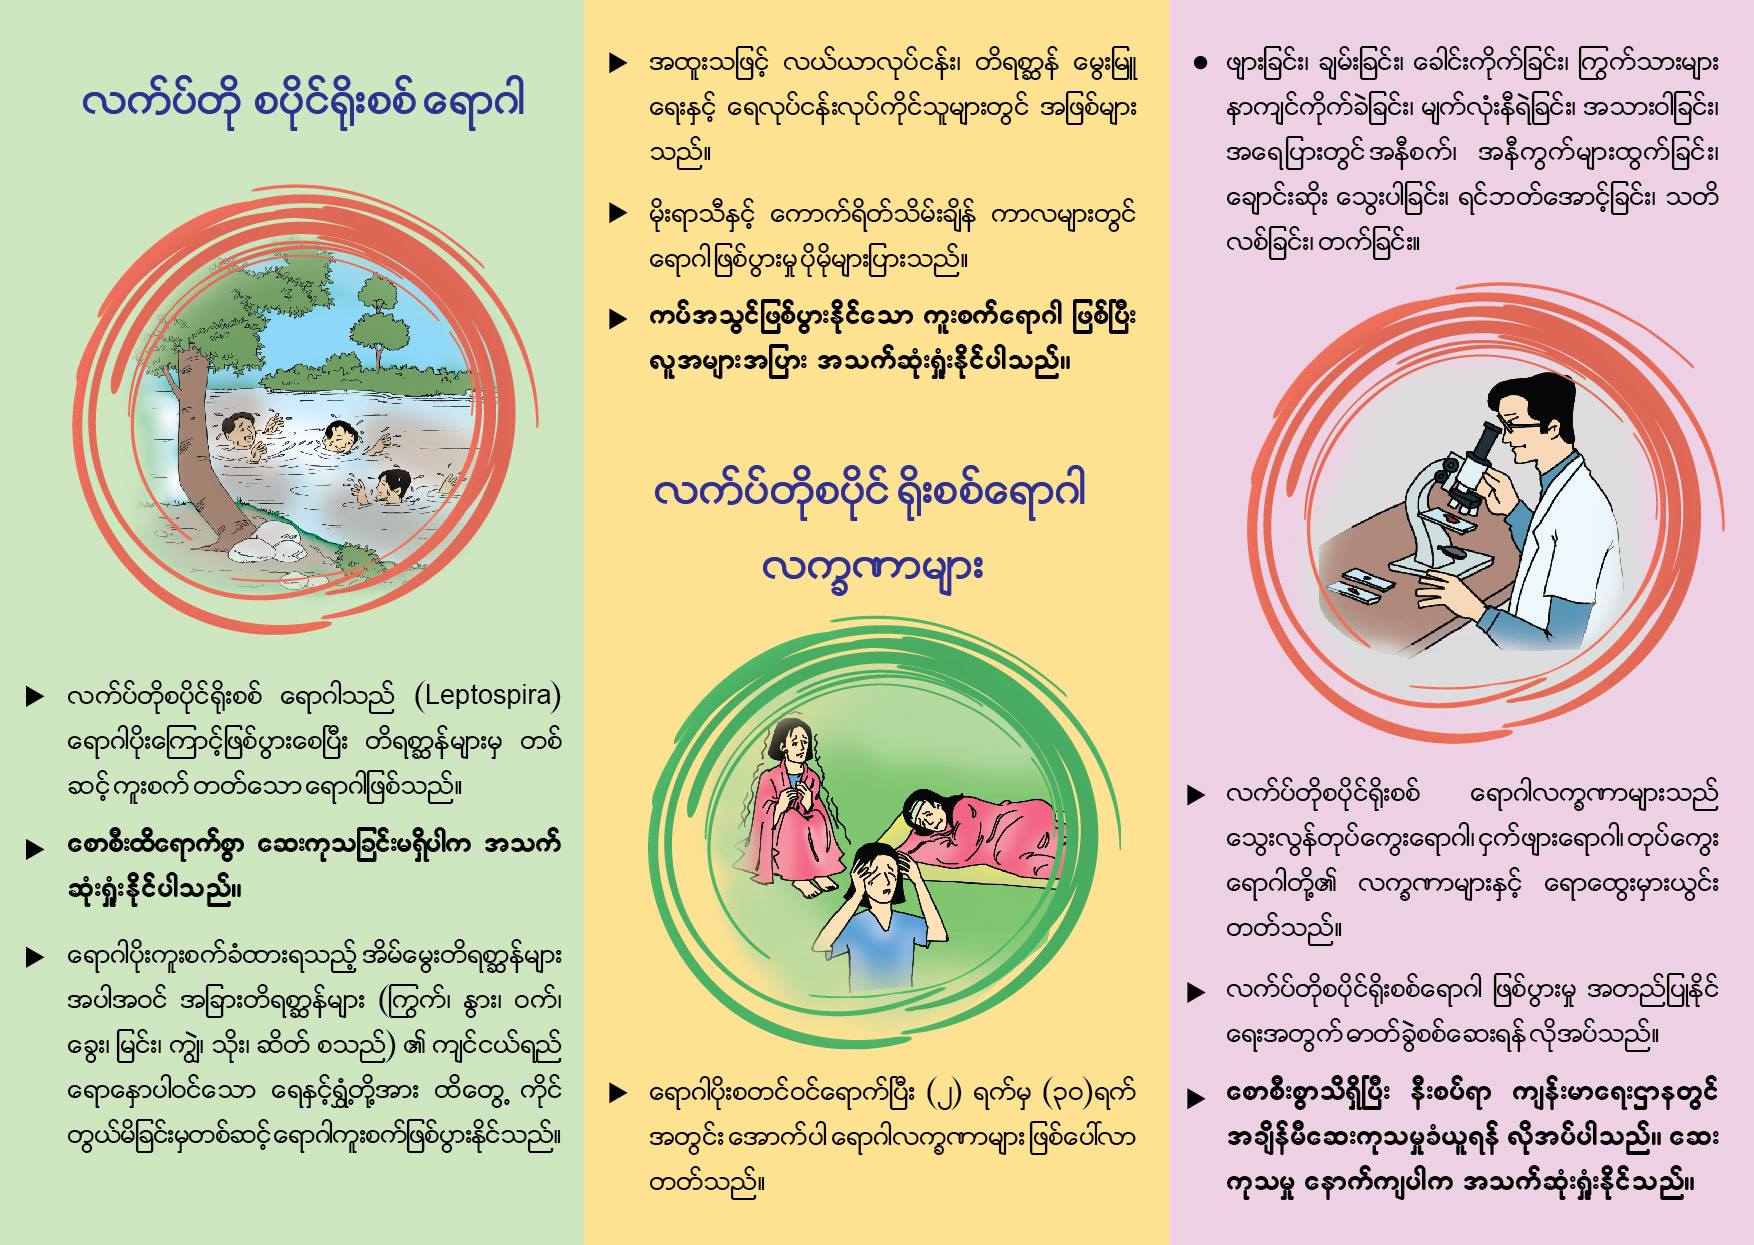 လက်ပ်တို စပိုင်ရိုးစစ် ရောဂါ
► လက်ပ်တိုစပိုင်ရိုးစစ် ရောဂါသည် (Leptospira)
ရောဂါပိုးကြောင့်ဖြစ်ပွားစေပြီး တိရစ္ဆာန်များမှ တစ်
ဆင့် ကူးစက် တတ်သော ရောဂါဖြစ်သည်။
► စောစီးထိရောက်စွာ ဆေးကုသခြင်းမရှိပါက အသက်
ဆုံးရှုံးနိုင်ပါသည်။
► ရောဂါပိုးကူးစက်ခံထားရသည့် အိမ်မွေးတိရစ္ဆာန်များ
အပါအဝင် အခြားတိရစ္ဆာန်များ (ကြွက်၊ နွား၊ ဝက်၊
ခွေး၊ မြင်း၊ ကျွဲ၊ သိုး၊ ဆိတ် စသည်) ၏ ကျင်ငယ်ရည်
ရောနှောပါဝင်သော ရေနှင့်ရွှံ့တို့အား ထိတွေ့ ကိုင်
တွယ်မိခြင်းမှတစ်ဆင့် ရောဂါကူးစက်ဖြစ်ပွားနိုင်သည်။
► အထူးသဖြင့် လယ်ယာလုပ်ငန်း၊ တိရစ္ဆာန် မွေးမြူ
ရေးနှင့် ရေလုပ်ငန်းလုပ်ကိုင်သူများတွင် အဖြစ်များ
သည်။
► မိုးရာသီနှင့် ကောက်ရိတ်သိမ်းချိန် ကာလများတွင်
ရောဂါဖြစ်ပွားမှု ပိုမိုများပြားသည်။
► ကပ်အသွင်ဖြစ်ပွားနိုင်သော ကူးစက်ရောဂါ ဖြစ်ပြီး
လူအများအပြား အသက်ဆုံးရှုံးနိုင်ပါသည်။
လက်ပ်တိုစပိုင် ရိုးစစ်ရောဂါ
လက္ခဏာများ
► ရောဂါပိုးစတင်ဝင်ရောက်ပြီး (၂) ရက်မှ (၃၀)ရက်
အတွင်း အောက်ပါ ရောဂါလက္ခဏာများ ဖြစ်ပေါ်လာ
တတ်သည်။
● ဖျားခြင်း၊ ချမ်းခြင်း၊ ခေါင်းကိုက်ခြင်း၊ ကြွက်သားများ
နာကျင်ကိုက်ခဲခြင်း၊ မျက်လုံးနီရဲခြင်း၊ အသားဝါခြင်း၊
အရေပြားတွင် အနီစက်၊ အနီကွက်များထွက်ခြင်း၊
ချောင်းဆိုး သွေးပါခြင်း၊ ရင်ဘတ်အောင့်ခြင်း၊ သတိ
လစ်ခြင်း၊ တက်ခြင်း။
► လက်ပ်တိုစပိုင်ရိုးစစ် ရောဂါလက္ခဏာများသည်
သွေးလွန်တုပ်ကွေးရောဂါ၊ ငှက်ဖျားရောဂါ၊ တုပ်ကွေး
ရောဂါတို့၏ လက္ခဏာများနှင့် ရောထွေးမှားယွင်း
တတ်သည်။
► လက်ပ်တိုစပိုင်ရိုးစစ်ရောဂါ ဖြစ်ပွားမှု အတည်ပြုနိုင်
ရေးအတွက် ဓာတ်ခွဲစစ်ဆေးရန် လိုအပ်သည်။
► စောစီးစွာသိရှိပြီး နီးစပ်ရာ ကျန်းမာရေးဌာနတွင်
အချိန်မီဆေးကုသမှုခံယူရန် လိုအပ်ပါသည်။ ဆေး
ကုသမှု နောက်ကျပါက အသက်ဆုံးရှုံးနိုင်သည်။